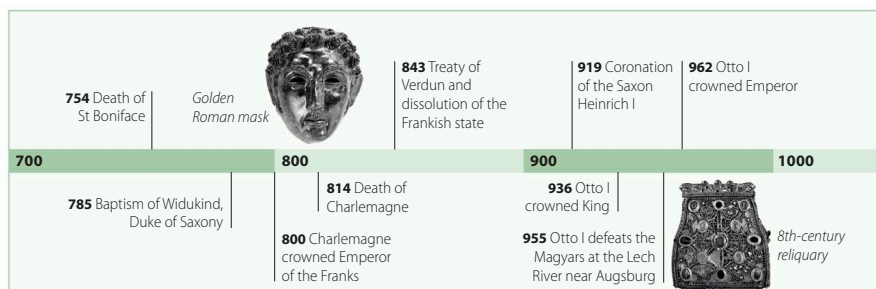 754 Death of
St Boniface
Golden
Roman mask
843 Treaty of
Verdun and
dissolution of the
Frankish state
919 Coronation
of the Saxon
Heinrich I
962 Otto I
crowned Emperor
700
800
900
1000
785 Baptism of Widukind,
Duke of Saxony
800 Charlemagne
crowned Emperor
of the Franks
814 Death of
Charlemagne
936 Otto I
crowned King
955 Otto I defeats the
Magyars at the Lech
River near Augsburg
8th-century
reliquary